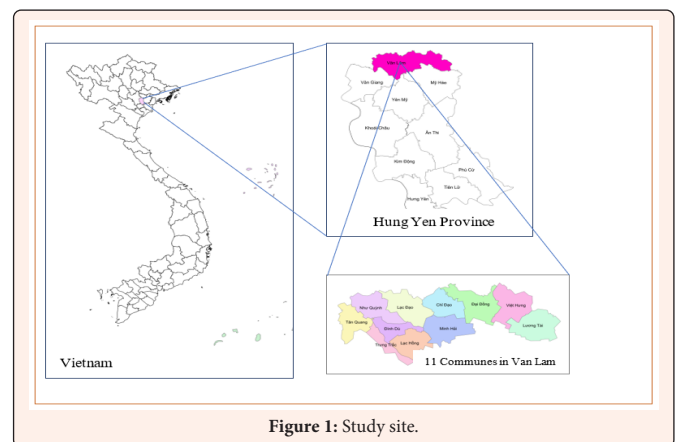 Vietnam
Văn Lâm
Văn Giang
Mỹ Hào
Yên Mỹ
Khoái Châu
Ân Thi
Kim Động
Phù Cừ
Tiên Lữ
Hưng Yên
Hung Yen Province
Như Quỳnh
Lạc Đạo
Chỉ Đạo
Đại Đồng
Việt Hưng
Tân Quang
Đình Dù
Minh Hải
Lương Tài
Trưng Trắc
Lạc Hồng
11 Communes in Van Lam
Figure 1: Study site.